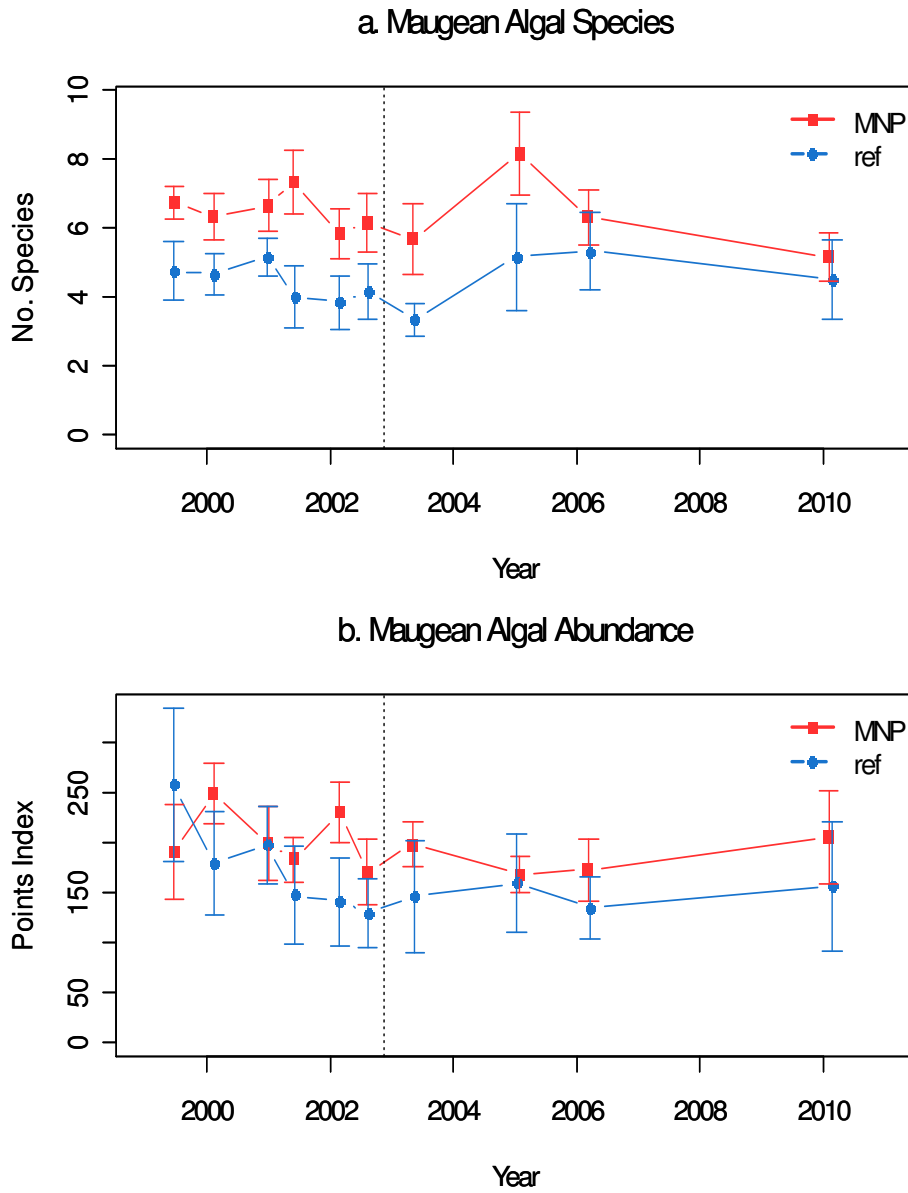 a. Maugean Algal Species
No. Species
10
8
6
4
2
0
MNP
ref
2000 2002 2004 2006 2008 2010
Year
b. Maugean Algal Abundance
Points Index
250
150
50
0
MNP
ref
2000 2002 2004 2006 2008 2010
Year